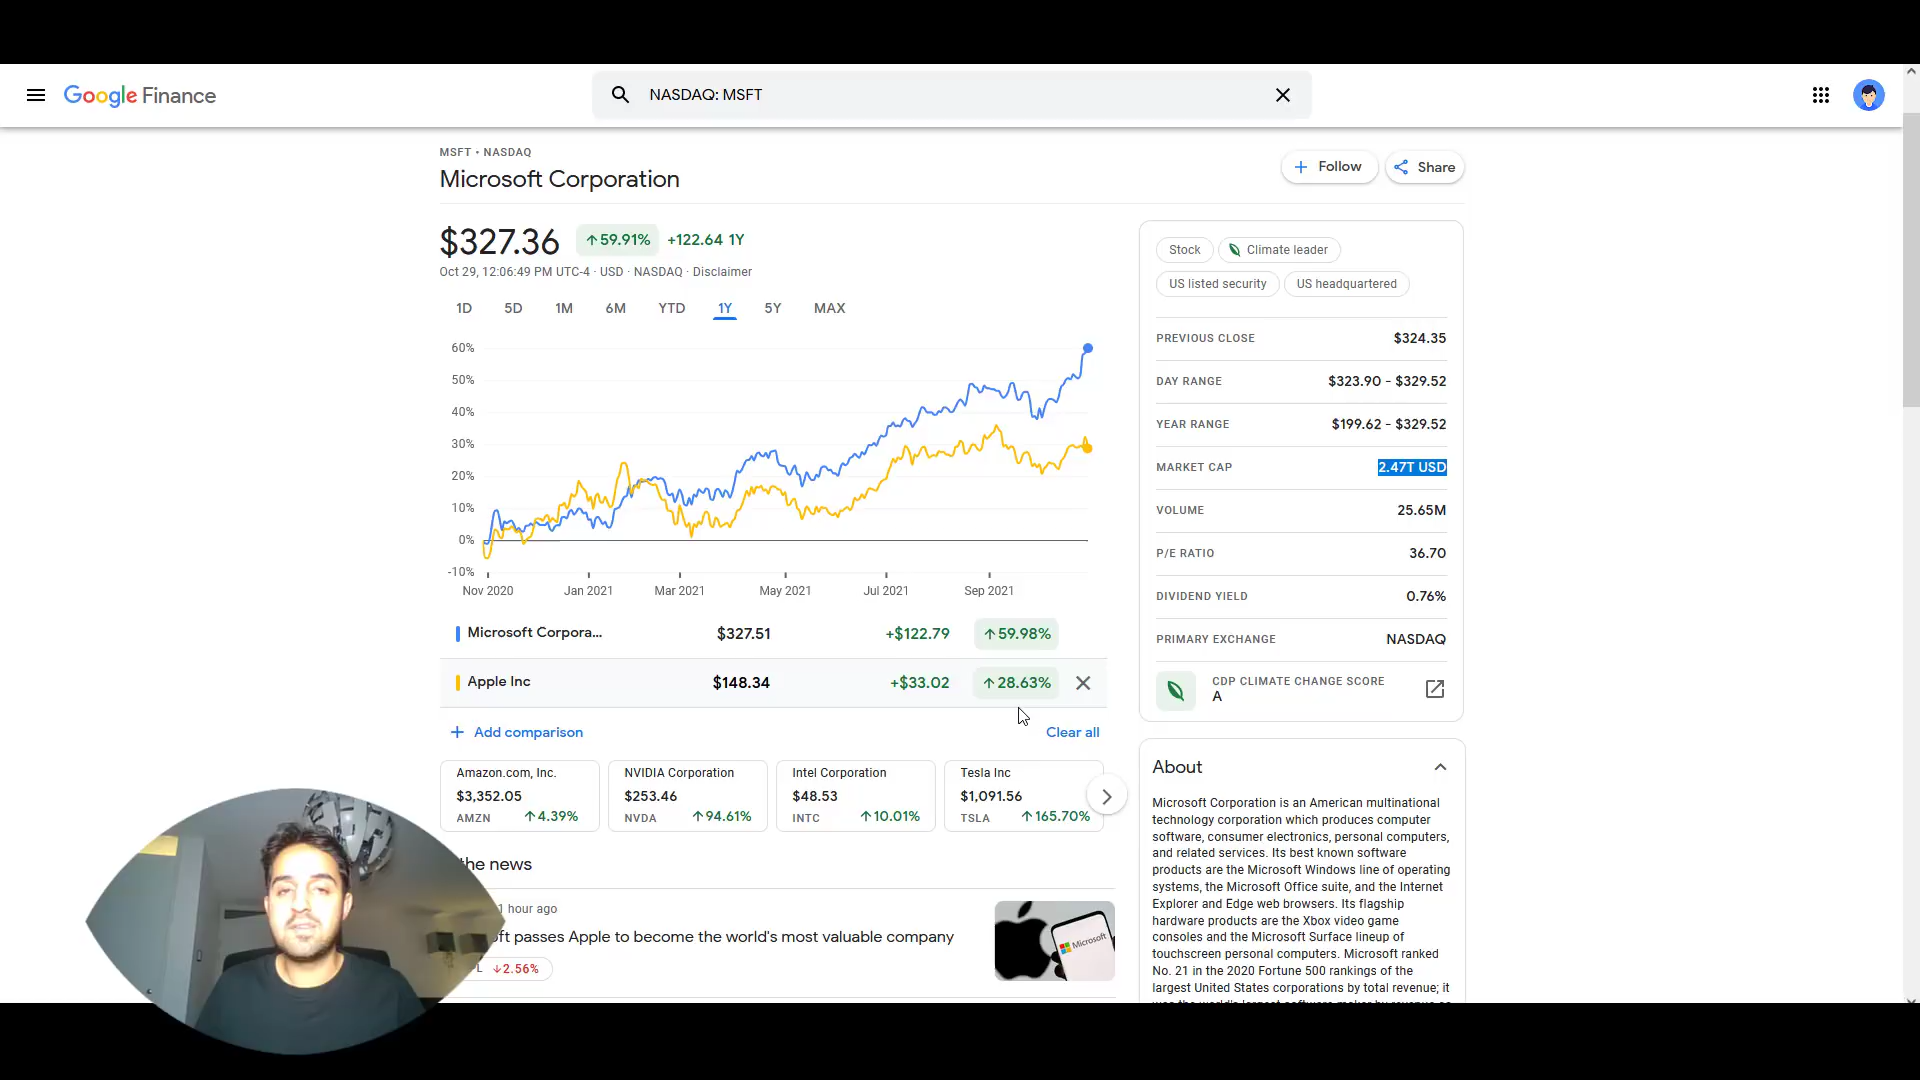 Google Finance
NASDAQ: MSFT
MSFT • NASDAQ
Microsoft Corporation
Follow
Share
$327.36
59.91%
+122.64 1Y
Oct 29, 12:06:49 PM UTC-4 · USD · NASDAQ · Disclaimer
1D 5D 1M 6M YTD 1Y 5Y MAX
60%
50%
40%
30%
20%
10%
0%
-10%
Nov 2020 Jan 2021 Mar 2021 May 2021 Jul 2021 Sep 2021
Microsoft Corpora... $327.51 +$122.79 59.98%
Apple Inc $148.34 +$33.02 28.63%
Add comparison
Clear all
Amazon.com, Inc.
$3,352.05
AMZN 4.39%
NVIDIA Corporation
$253.46
NVDA 94.61%
Intel Corporation
$48.53
INTC 10.01%
Tesla Inc
$1,091.56
TSLA 165.70%
the news
1 hour ago
ft passes Apple to become the world's most valuable company
Microsoft
L 2.56%
Stock
Climate leader
US listed security
US headquartered
PREVIOUS CLOSE $324.35
DAY RANGE $323.90 - $329.52
YEAR RANGE $199.62 - $329.52
MARKET CAP 2.47T USD
VOLUME 25.65M
P/E RATIO 36.70
DIVIDEND YIELD 0.76%
PRIMARY EXCHANGE NASDAQ
CDP CLIMATE CHANGE SCORE
A
About
Microsoft Corporation is an American multinational
technology corporation which produces computer
software, consumer electronics, personal computers,
and related services. Its best known software
products are the Microsoft Windows line of operating
systems, the Microsoft Office suite, and the Internet
Explorer and Edge web browsers. Its flagship
hardware products are the Xbox video game
consoles and the Microsoft Surface lineup of
touchscreen personal computers. Microsoft ranked
No. 21 in the 2020 Fortune 500 rankings of the
largest United States corporations by total revenue; it